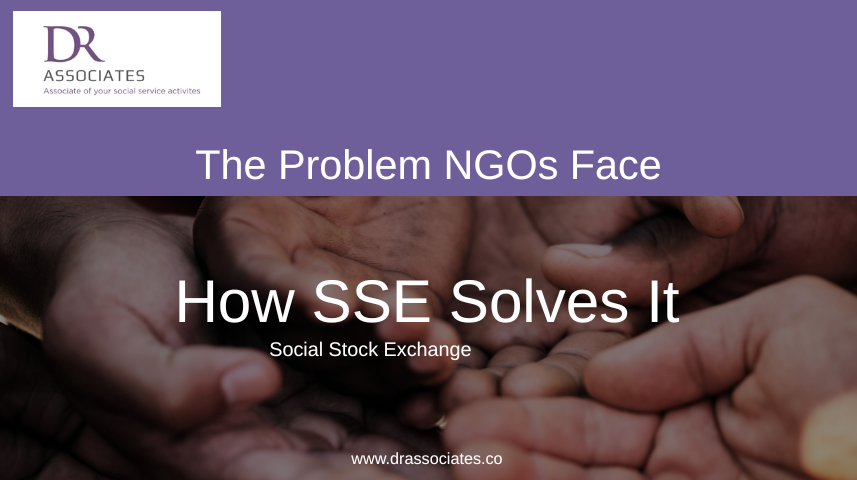 DR
ASSOCIATES
Associate of your social service activites
The Problem NGOs Face
How SSE Solves It
Social Stock Exchange
www.drassociates.co